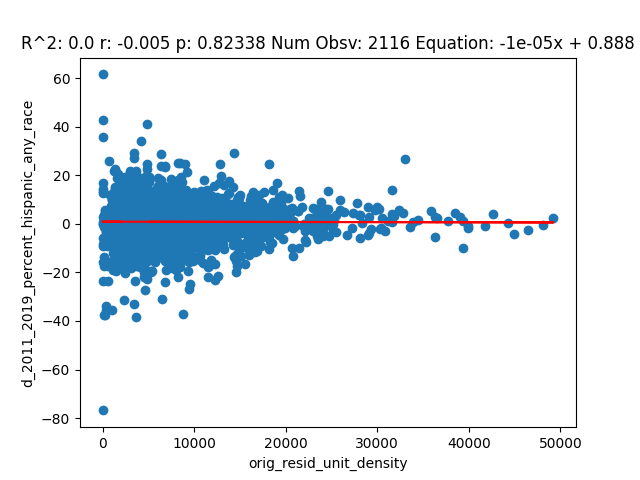 R^2: 0.0 r: -0.005 p: 0.82338 Num Obsv: 2116 Equation: -1e-05x + 0.888
60
40
20
0
−20
−40
−60
−80
d_2011_2019_percent_hispanic_any_race
0 10000 20000 30000 40000 50000
orig_resid_unit_density